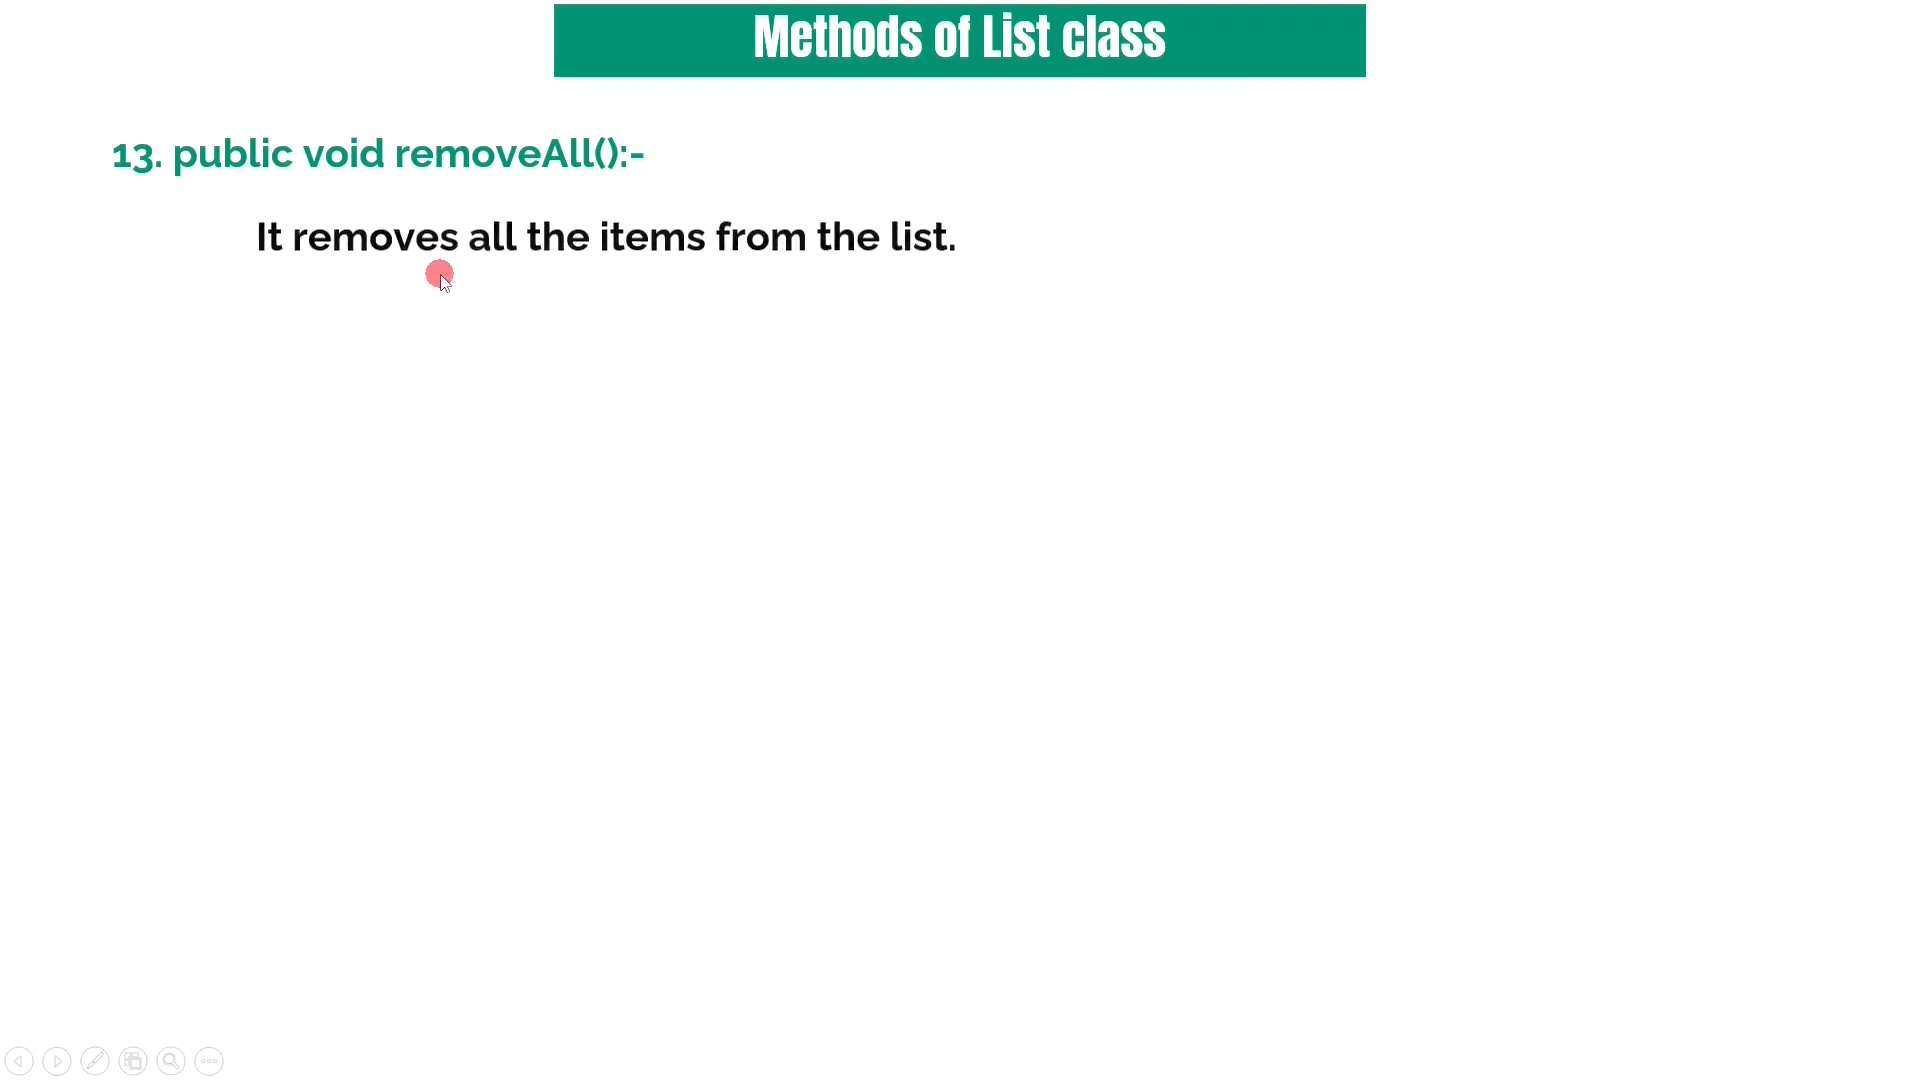 Methods of List class
13. public void removeAll():-
It removes all the items from the list.